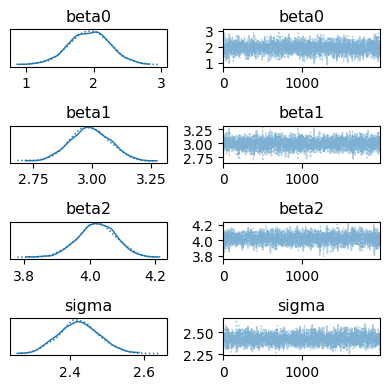 beta0 beta0
3
2
1
1 2 3 0 1000
beta1 beta1
3.25
3.00
2.75
2.75 3.00 3.25 0 1000
beta2 beta2
4.2
4.0
3.8
3.8 4.0 4.2 0 1000
sigma sigma
2.50
2.25
2.4 2.6 0 1000